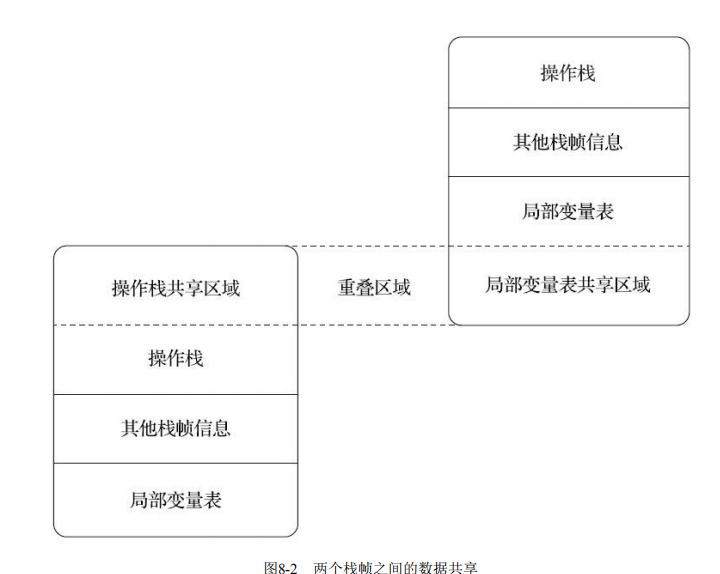 操作栈
其他栈帧信息
局部变量表
操作栈共享区域
重叠区域
局部变量表共享区域
操作栈
其他栈帧信息
局部变量表
图8-2 两个栈帧之间的数据共享